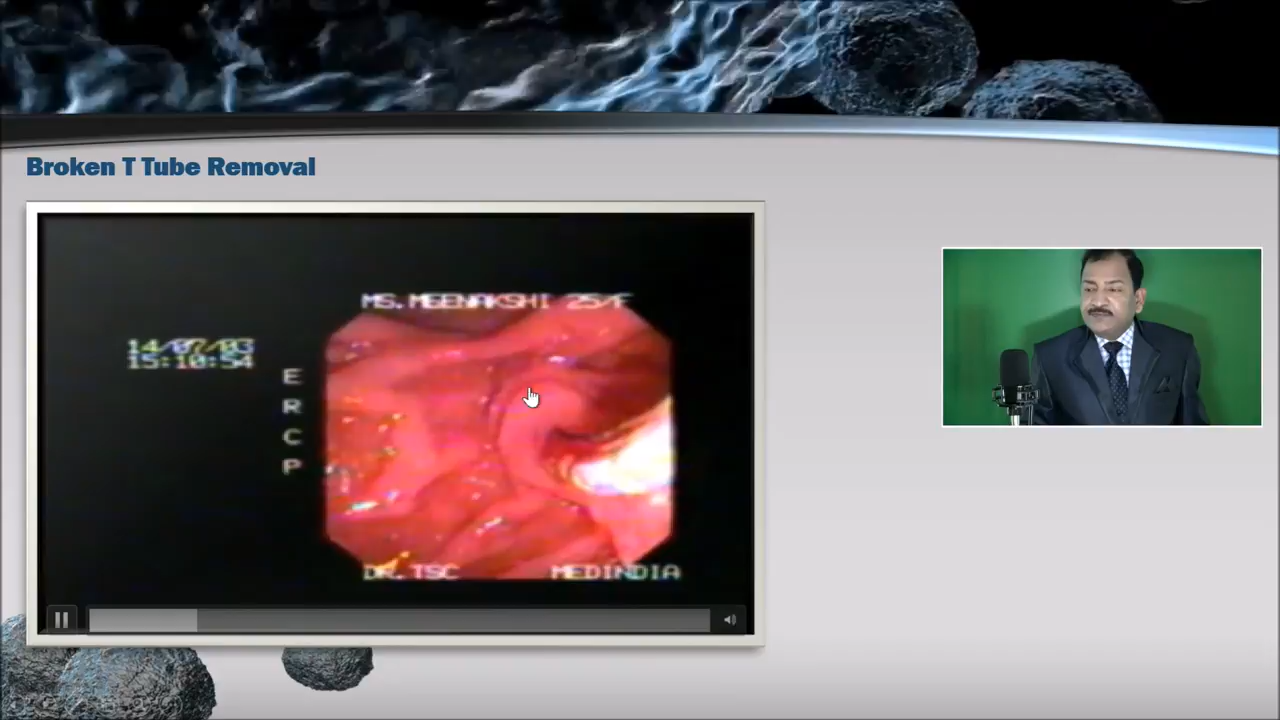 Broken T Tube Removal
MS.MEENAKSHI 25/F
14/07/03
15:10:54
E
R
C
P
DR.TSC
MEDINDIA